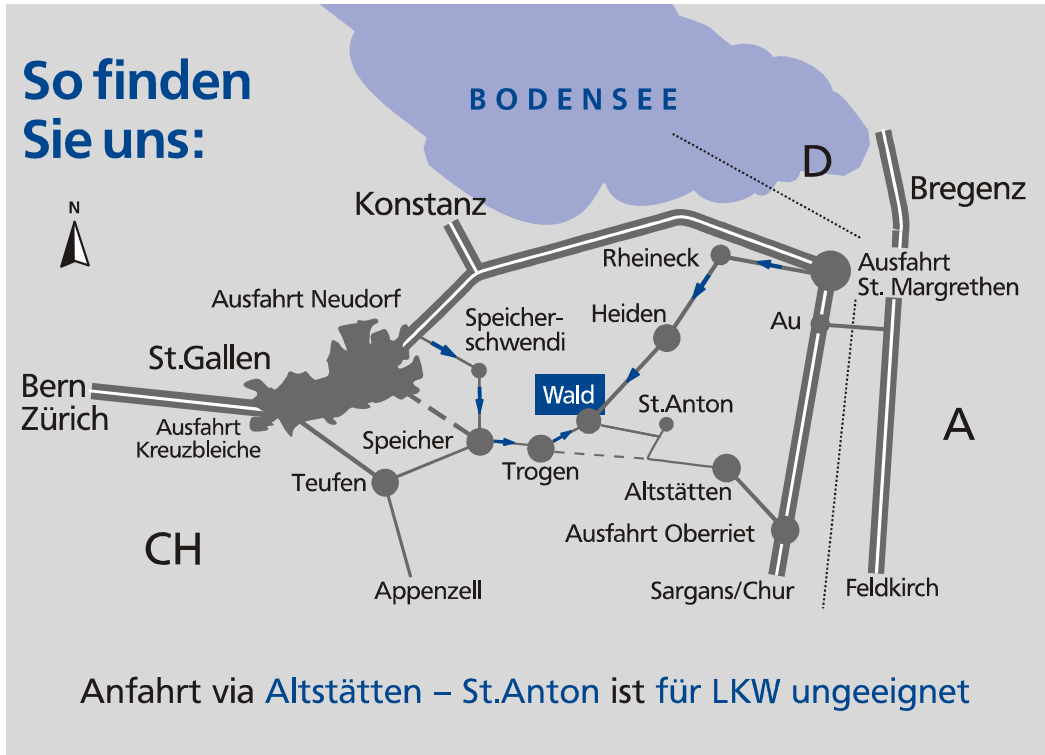 So finden
Sie uns:
BODENSEE
D
Bregenz
Konstanz
N
Rheineck
Ausfahrt
St. Margrethen
Ausfahrt Neudorf
Speicher-
schwendi
Heiden
Au
St.Gallen
Bern
Zürich
Wald
St.Anton
A
Ausfahrt
Kreuzbleiche
Speicher
Trogen
Teufen
Altstätten
Ausfahrt Oberriet
CH
Appenzell
Sargans/Chur
Feldkirch
Anfahrt via Altstätten – St.Anton ist für LKW ungeeignet